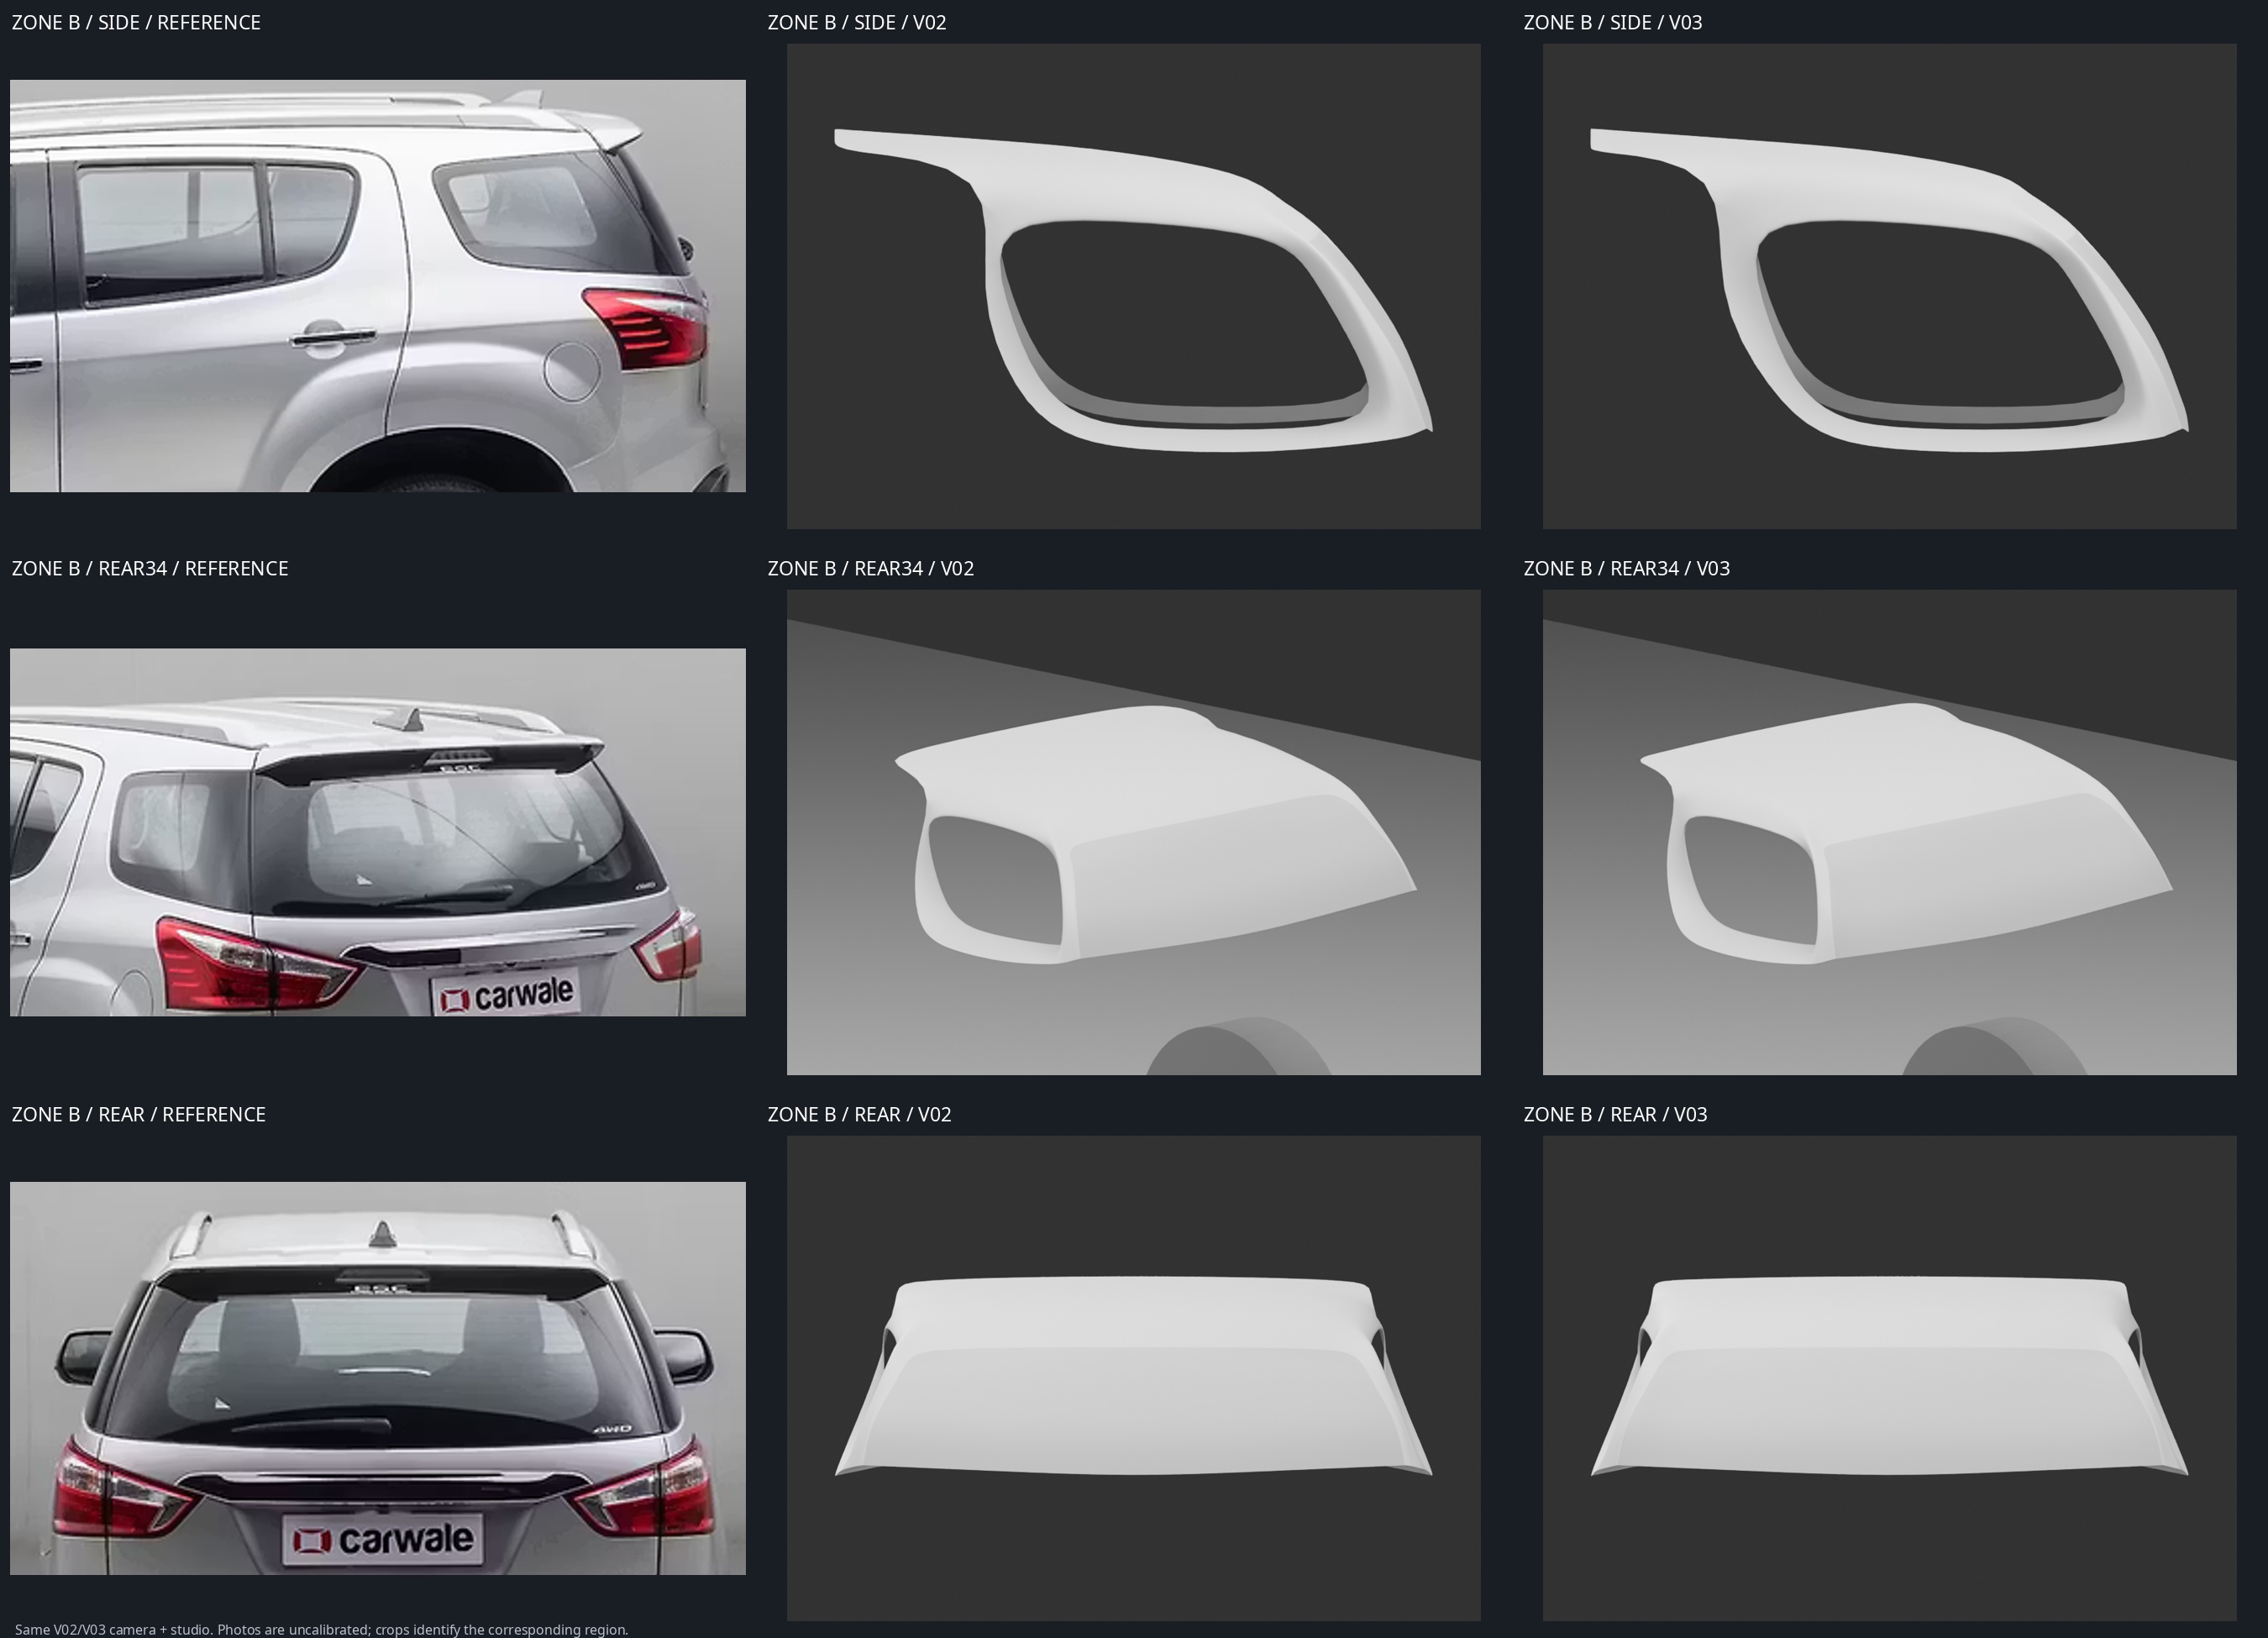 ZONE B / SIDE / REFERENCE
ZONE B / SIDE / V02
ZONE B / SIDE / V03
ZONE B / REAR34 / REFERENCE
ZONE B / REAR34 / V02
ZONE B / REAR34 / V03
4WD
carwale
ZONE B / REAR / REFERENCE
ZONE B / REAR / V02
ZONE B / REAR / V03
4WD
carwale
Same V02/V03 camera + studio. Photos are uncalibrated; crops identify the corresponding region.